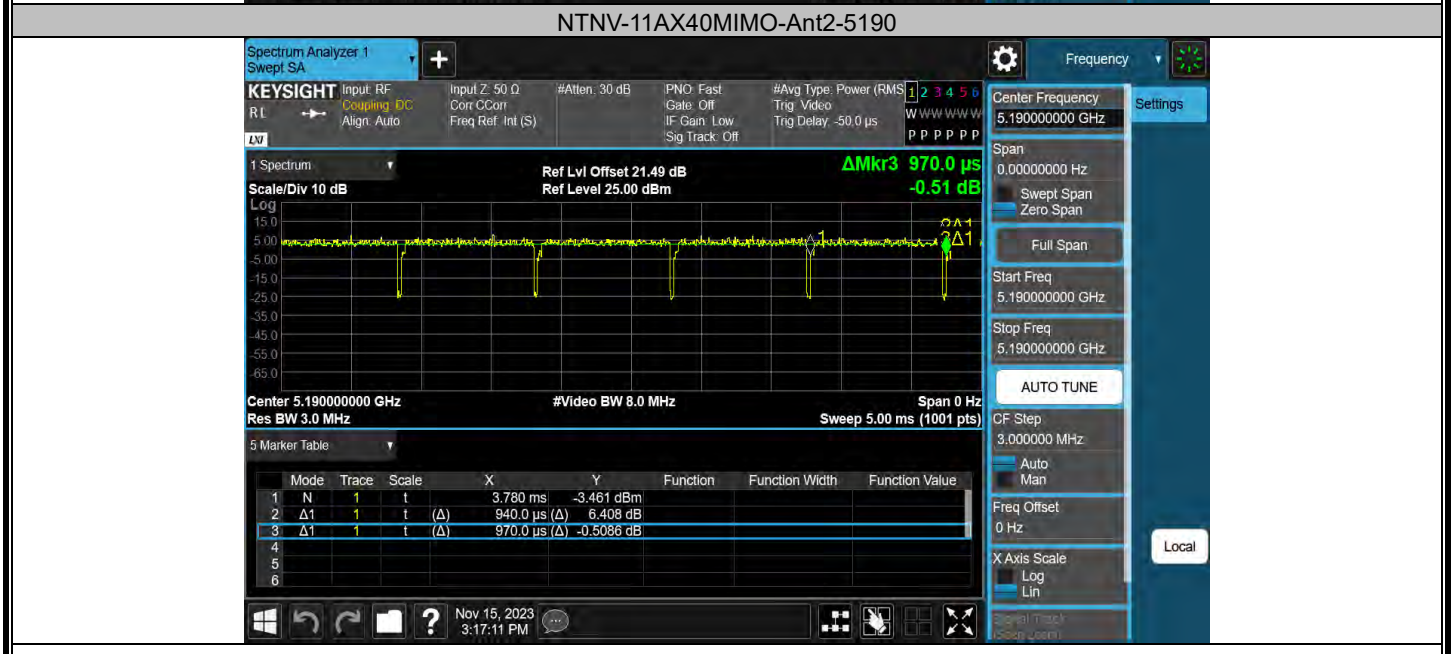 NTNV-11AX40MIMO-Ant2-5190
Spectrum Analyzer 1
Swept SA
+
Frequency
KEYSIGHT
RL
LXI
Input: RF
Coupling: DC
Align: Auto
Input Z: 50 Ω
Corr CCorr
Freq Ref: Int (S)
#Atten: 30 dB
PNO: Fast
Gate: Off
IF Gain: Low
Sig Track: Off
#Avg Type: Power (RMS
Trig: Video
Trig Delay: -50.0 µs
1 2 3 4 5 6
W W W W W W
P P P P P P
Center Frequency
5.190000000 GHz
Settings
Span
0.00000000 Hz
Swept Span
Zero Span
Full Span
Start Freq
5.190000000 GHz
Stop Freq
5.190000000 GHz
AUTO TUNE
CF Step
3.000000 MHz
Auto
Man
Freq Offset
0 Hz
X Axis Scale
Log
Lin
Signal Track
(Span Zoom)
Local
1 Spectrum
Scale/Div 10 dB
Ref Lvl Offset 21.49 dB
Ref Level 25.00 dBm
ΔMkr3 970.0 µs
-0.51 dB
Log
15.0
5.00
-5.00
-15.0
-25.0
-35.0
-45.0
-55.0
-65.0
1
2Δ1
3Δ1
Center 5.190000000 GHz
#Video BW 8.0 MHz
Span 0 Hz
Res BW 3.0 MHz
Sweep 5.00 ms (1001 pts)
5 Marker Table
Mode Trace Scale X Y Function Function Width Function Value
1 N 1 t 3.780 ms -3.461 dBm
2 Δ1 1 t (Δ) 940.0 µs (Δ) 6.408 dB
3 Δ1 1 t (Δ) 970.0 µs (Δ) -0.5086 dB
4
5
6
?
Nov 15, 2023
3:17:11 PM